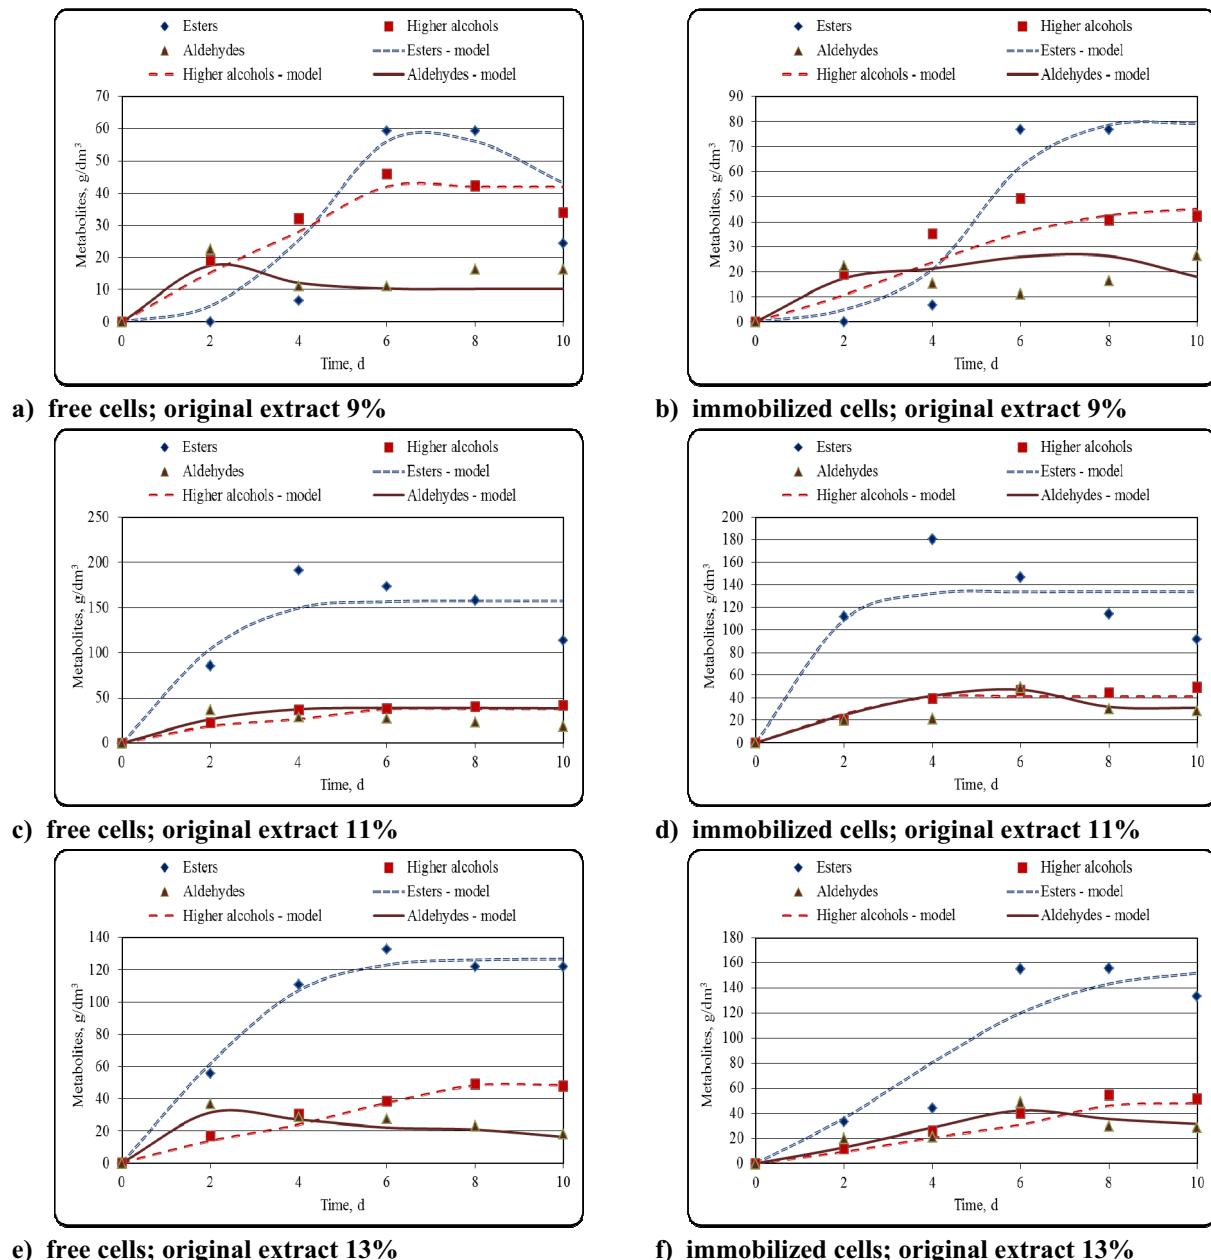 Esters Higher alcohols
Aldehydes Esters - model
Higher alcohols - model Aldehydes - model
70
60
50
40
30
20
10
0
Metabolites, g/dm³
0 2 4 6 8 10
Time, d
a) free cells; original extract 9%
Esters Higher alcohols
Aldehydes Esters - model
Higher alcohols - model Aldehydes - model
90
80
70
60
50
40
30
20
10
0
Metabolites, g/dm³
0 2 4 6 8 10
Time, d
b) immobilized cells; original extract 9%
Esters Higher alcohols
Aldehydes Esters - model
Higher alcohols - model Aldehydes - model
250
200
150
100
50
0
Metabolites, g/dm³
0 2 4 6 8 10
Time, d
c) free cells; original extract 11%
Esters Higher alcohols
Aldehydes Esters - model
Higher alcohols - model Aldehydes - model
200
180
160
140
120
100
80
60
40
20
0
Metabolites, g/dm³
0 2 4 6 8 10
Time, d
d) immobilized cells; original extract 11%
Esters Higher alcohols
Aldehydes Esters - model
Higher alcohols - model Aldehydes - model
140
120
100
80
60
40
20
0
Metabolites, g/dm³
0 2 4 6 8 10
Time, d
e) free cells; original extract 13%
Esters Higher alcohols
Aldehydes Esters - model
Higher alcohols - model Aldehydes - model
180
160
140
120
100
80
60
40
20
0
Metabolites, g/dm³
0 2 4 6 8 10
Time, d
f) immobilized cells; original extract 13%